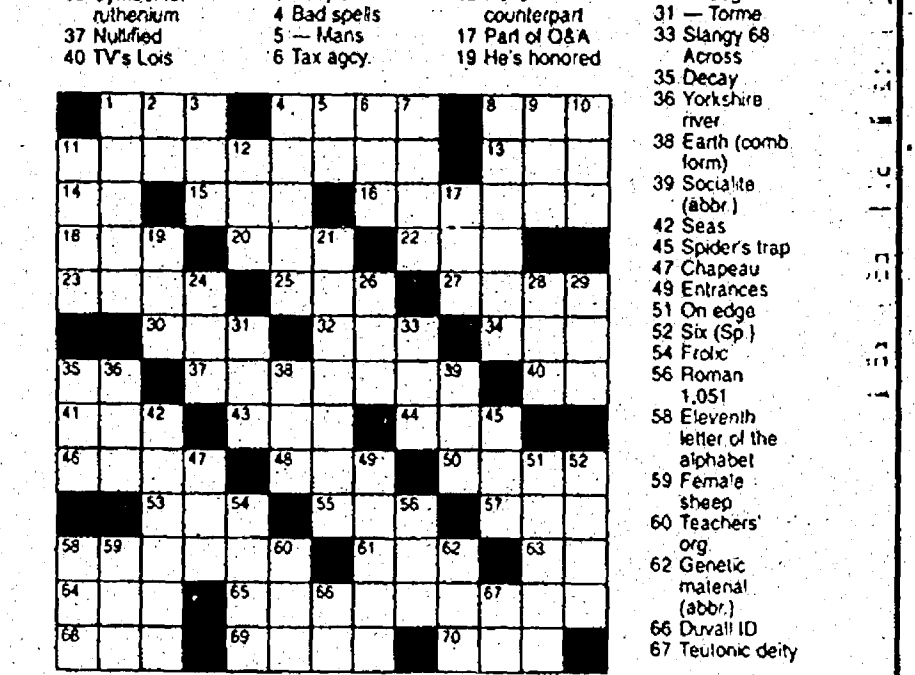 ruthenium
37 Nullified
40 TV's Lois
4 Bad spells
5 — Mans
6 Tax agcy.
counterpart
17 Part of Q&A
19 He's honored
31 — Torme
33 Slangy 68
Across
35 Decay
36 Yorkshire
river
38 Earth (comb.
form)
39 Socialite
(abbr.)
42 Seas
45 Spider's trap
47 Chapeau
49 Entrances
51 On edge
52 Six (Sp.)
54 Frolic
56 Roman
1,051
58 Eleventh
letter of the
alphabet
59 Female
sheep
60 Teachers'
org.
62 Genetic
material
(abbr.)
66 Duvall ID
67 Teutonic deity
1 2 3 4 5 6 7 8 9 10
11 12 13
14 15 16 17
18 19 20 21 22
23 24 25 26 27 28 29
30 31 32 33 34
35 36 37 38 39 40
41 42 43 44 45
46 47 48 49 50 51 52
53 54 55 56 57
58 59 60 61 62 63
64 65 66 67
68 69 70